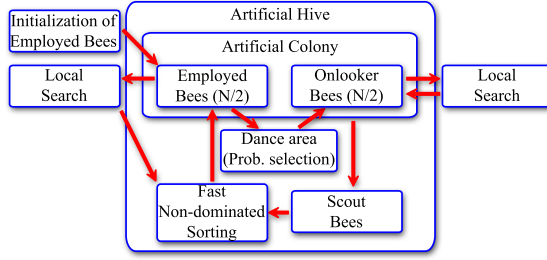 Artificial Hive
Initialization of
Employed Bees
Artificial Colony
Local
Search
Employed
Bees (N/2)
Onlooker
Bees (N/2)
Local
Search
Dance area
(Prob. selection)
Fast
Non-dominated
Sorting
Scout
Bees